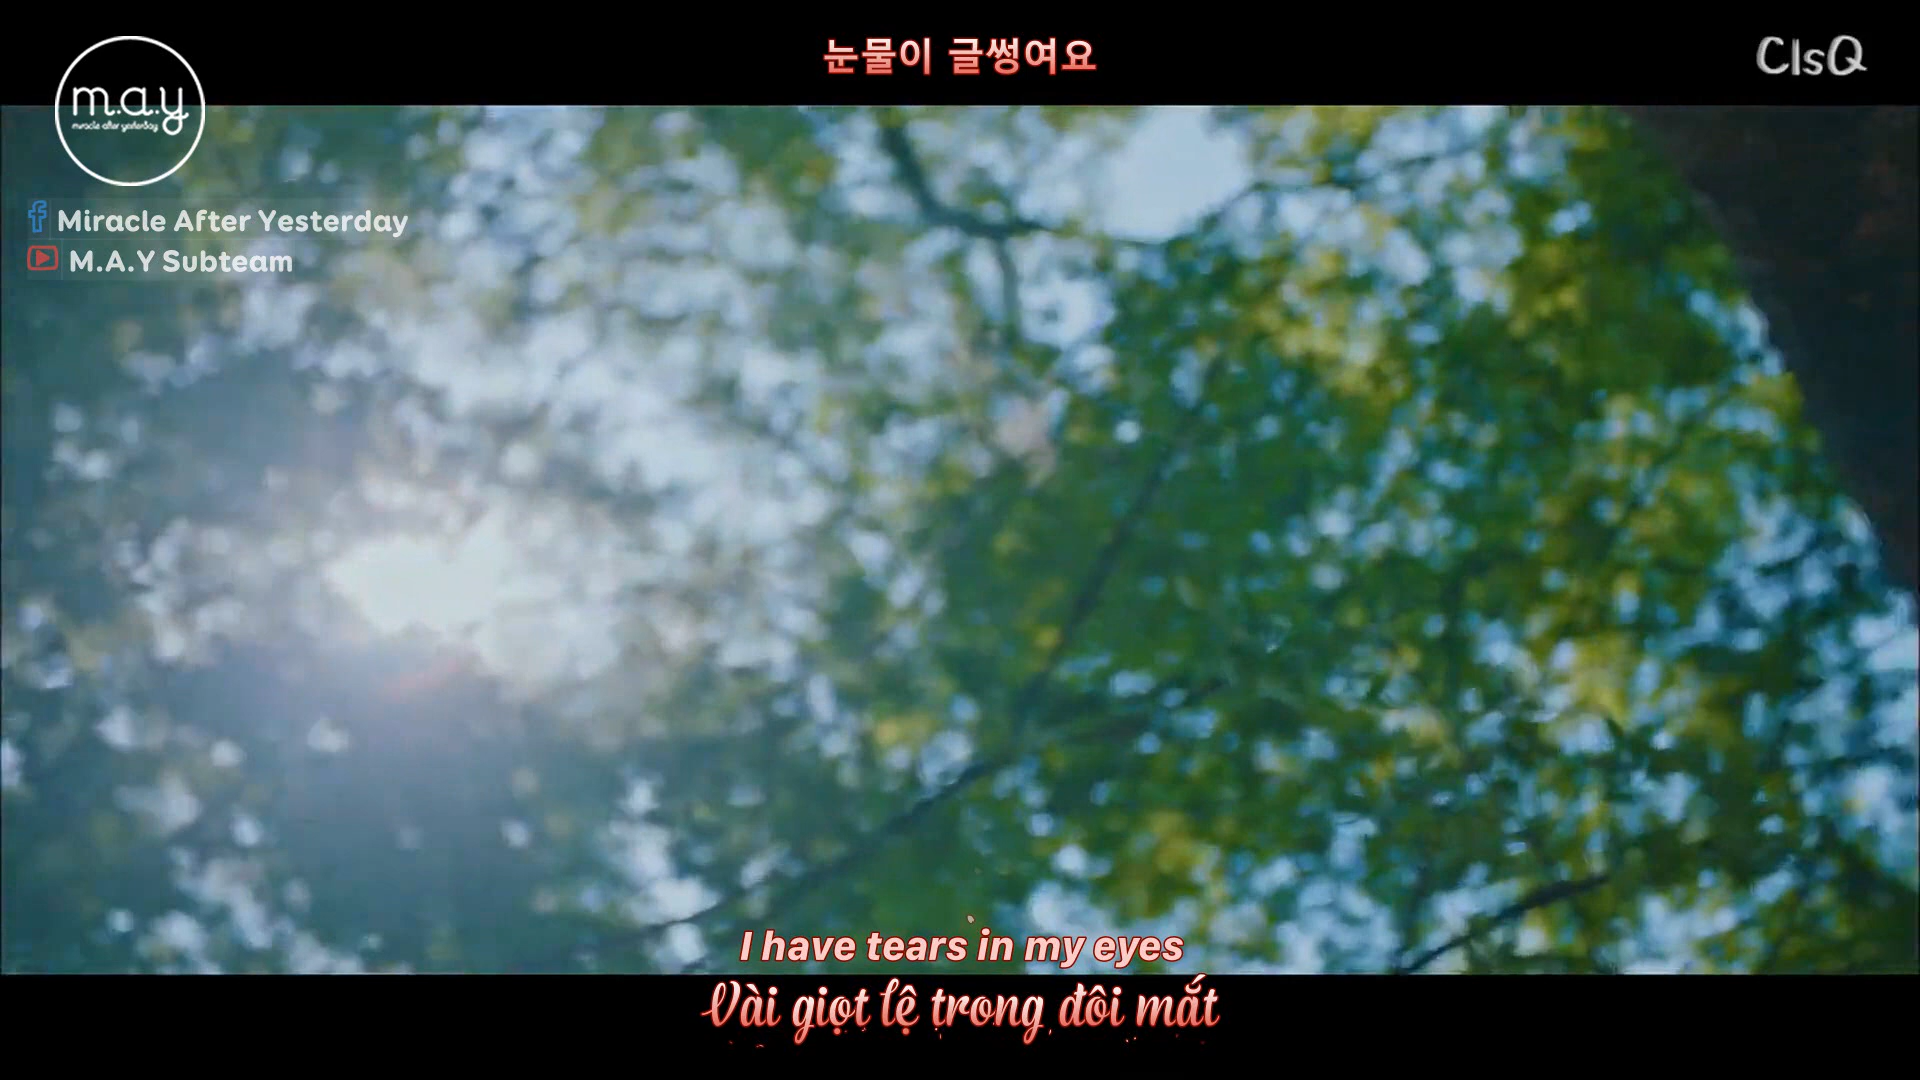 눈물이 글썽여요
ClsQ
m.a.y
miracle after yesterday
Miracle After Yesterday
M.A.Y Subteam
I have tears in my eyes
Vài giọt lệ trong đôi mắt